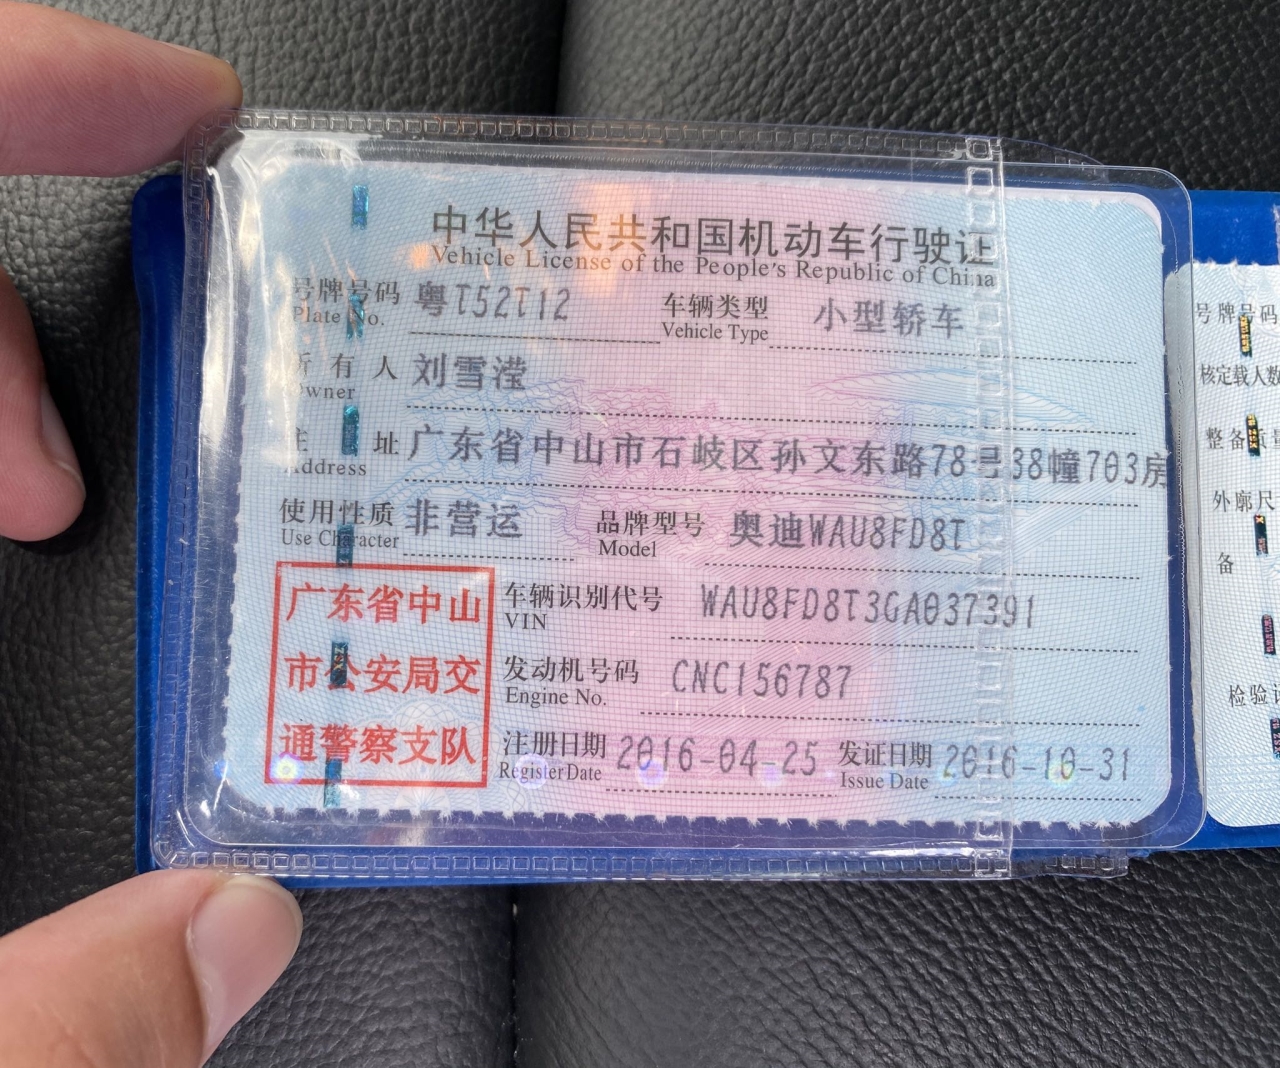 中华人民共和国机动车行驶证
Vehicle License of the People's Republic of China
号牌号码 粤T52T12 车辆类型 小型轿车
Plate No. Vehicle Type
所有人 刘雪滢
Owner
主址 广东省中山市石岐区孙文东路78号38幢703房
Address
使用性质 非营运 品牌型号 奥迪WAU8FD8T
Use Character Model
广东省中山
市公安局交
通警察支队
车辆识别代号 WAU8FD8T3GA037391
VIN
发动机号码 CNC156787
Engine No.
注册日期 2016-04-25 发证日期 2016-10-31
Register Date Issue Date
号牌号码
核定载人数
整备质
外廓尺
备
检验